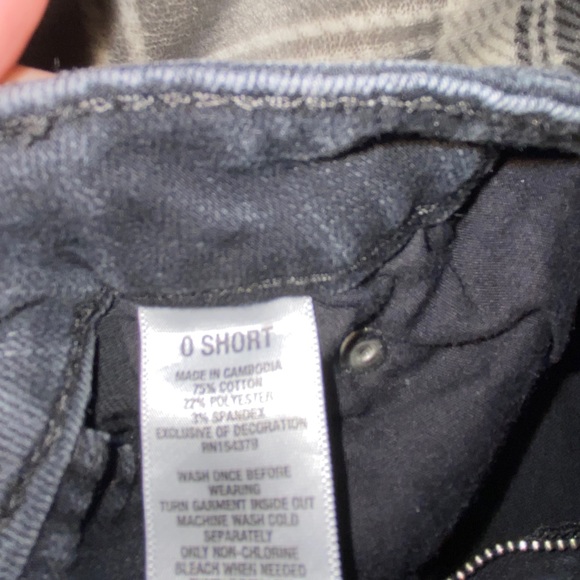 0 SHORT
MADE IN CAMBODIA
75% COTTON
22% POLYESTER
3% SPANDEX
EXCLUSIVE OF DECORATION
RN154379
WASH ONCE BEFORE
WEARING
TURN GARMENT INSIDE OUT
MACHINE WASH COLD
SEPARATELY
ONLY NON-CHLORINE
BLEACH WHEN NEEDED